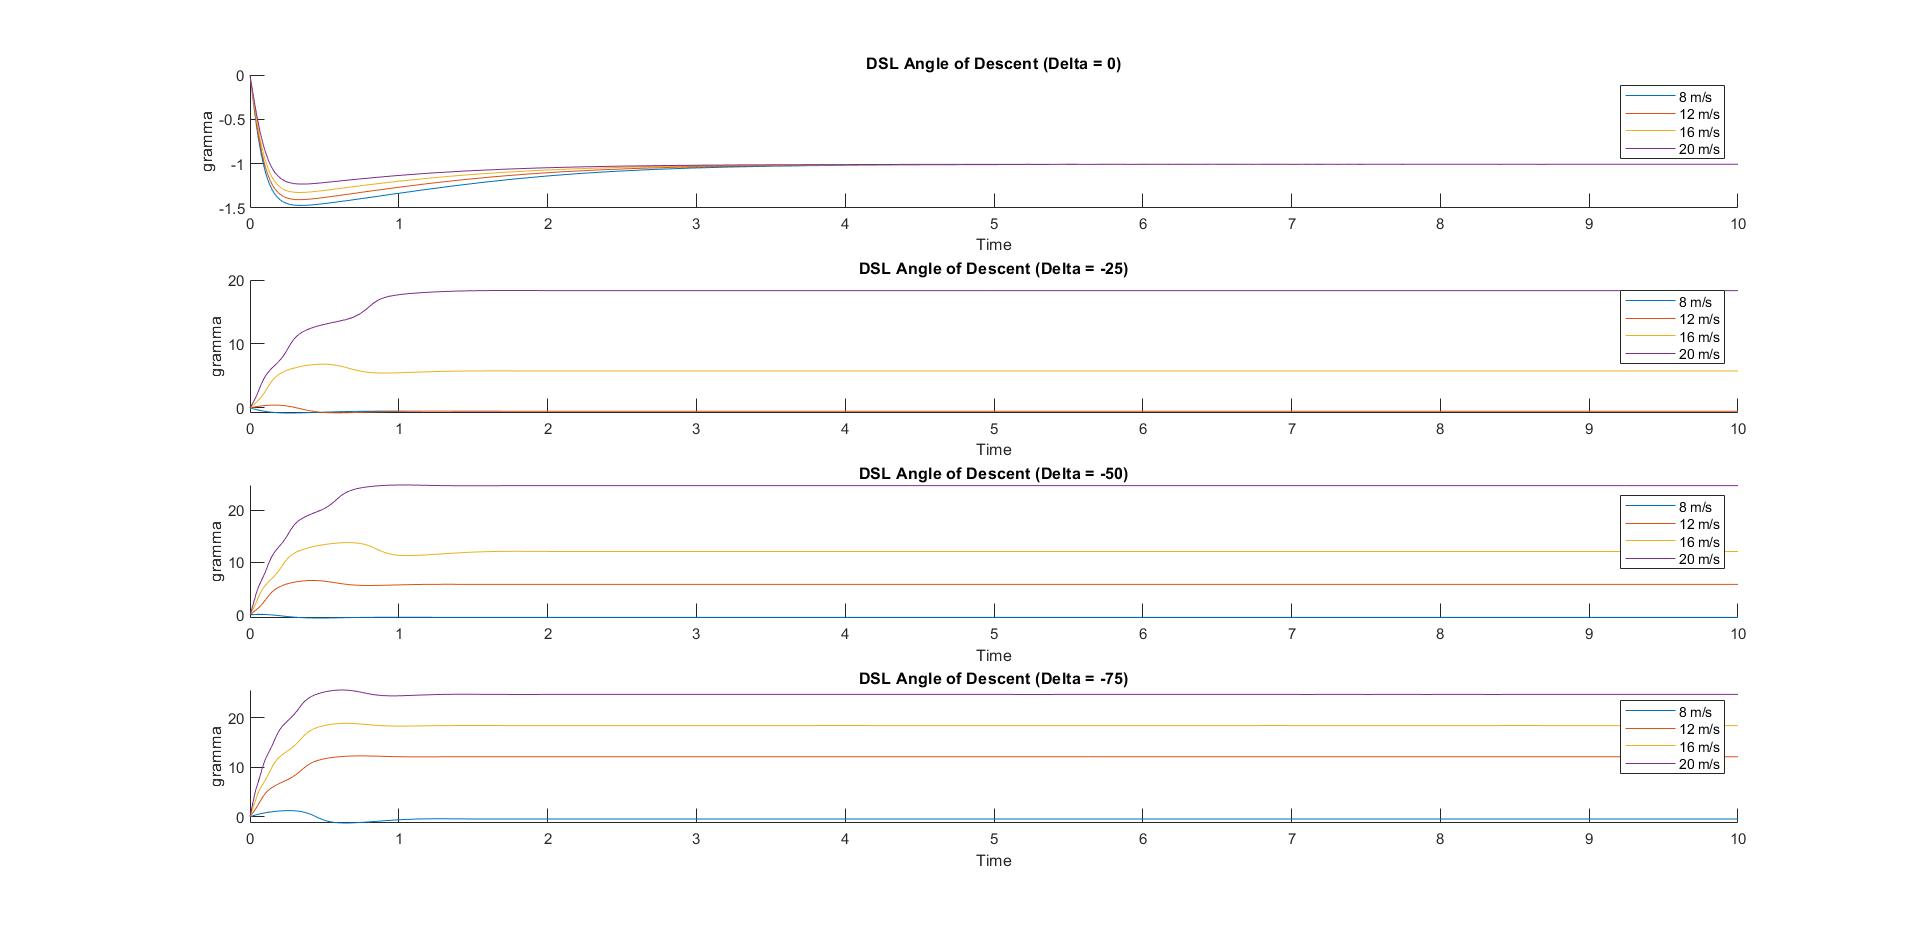 DSL Angle of Descent (Delta = 0)
0
-0.5
-1
-1.5
gramma
8 m/s
12 m/s
16 m/s
20 m/s
0 1 2 3 4 5 6 7 8 9 10
Time
DSL Angle of Descent (Delta = -25)
20
10
0
gramma
8 m/s
12 m/s
16 m/s
20 m/s
0 1 2 3 4 5 6 7 8 9 10
Time
DSL Angle of Descent (Delta = -50)
20
10
0
gramma
8 m/s
12 m/s
16 m/s
20 m/s
0 1 2 3 4 5 6 7 8 9 10
Time
DSL Angle of Descent (Delta = -75)
20
10
0
gramma
8 m/s
12 m/s
16 m/s
20 m/s
0 1 2 3 4 5 6 7 8 9 10
Time